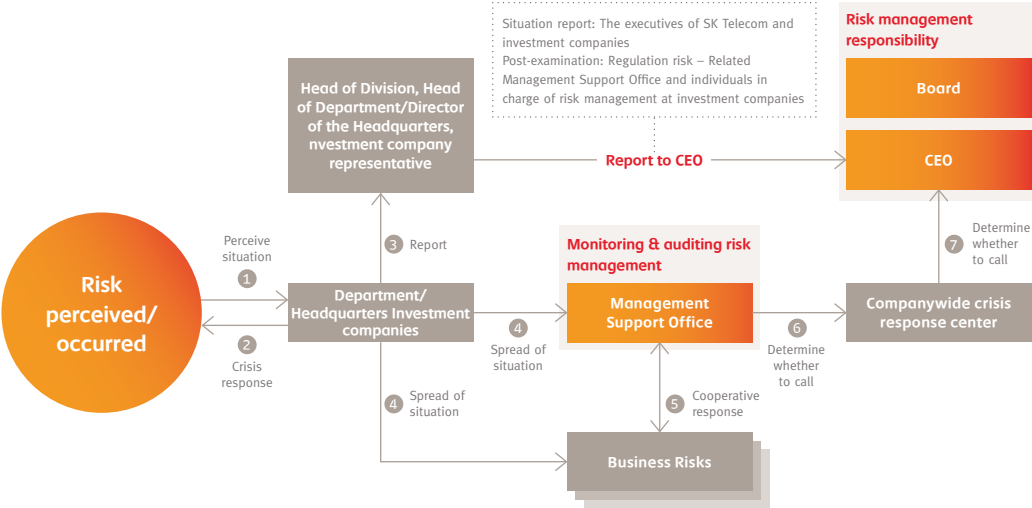 Situation report: The executives of SK Telecom and
investment companies
Post-examination: Regulation risk – Related
Management Support Office and individuals in
charge of risk management at investment companies
Risk management
responsibility
Board
CEO
Head of Division, Head
of Department/Director
of the Headquarters,
nvestment company
representative
Report to CEO
3 Report
7
Determine
whether
to call
Perceive
situation
1
Risk
perceived/
occurred
2
Crisis
response
Department/
Headquarters Investment
companies
4
Spread of
situation
4
Spread of
situation
Monitoring & auditing risk
management
Management
Support Office
6
Determine
whether
to call
Companywide crisis
response center
5
Cooperative
response
Business Risks